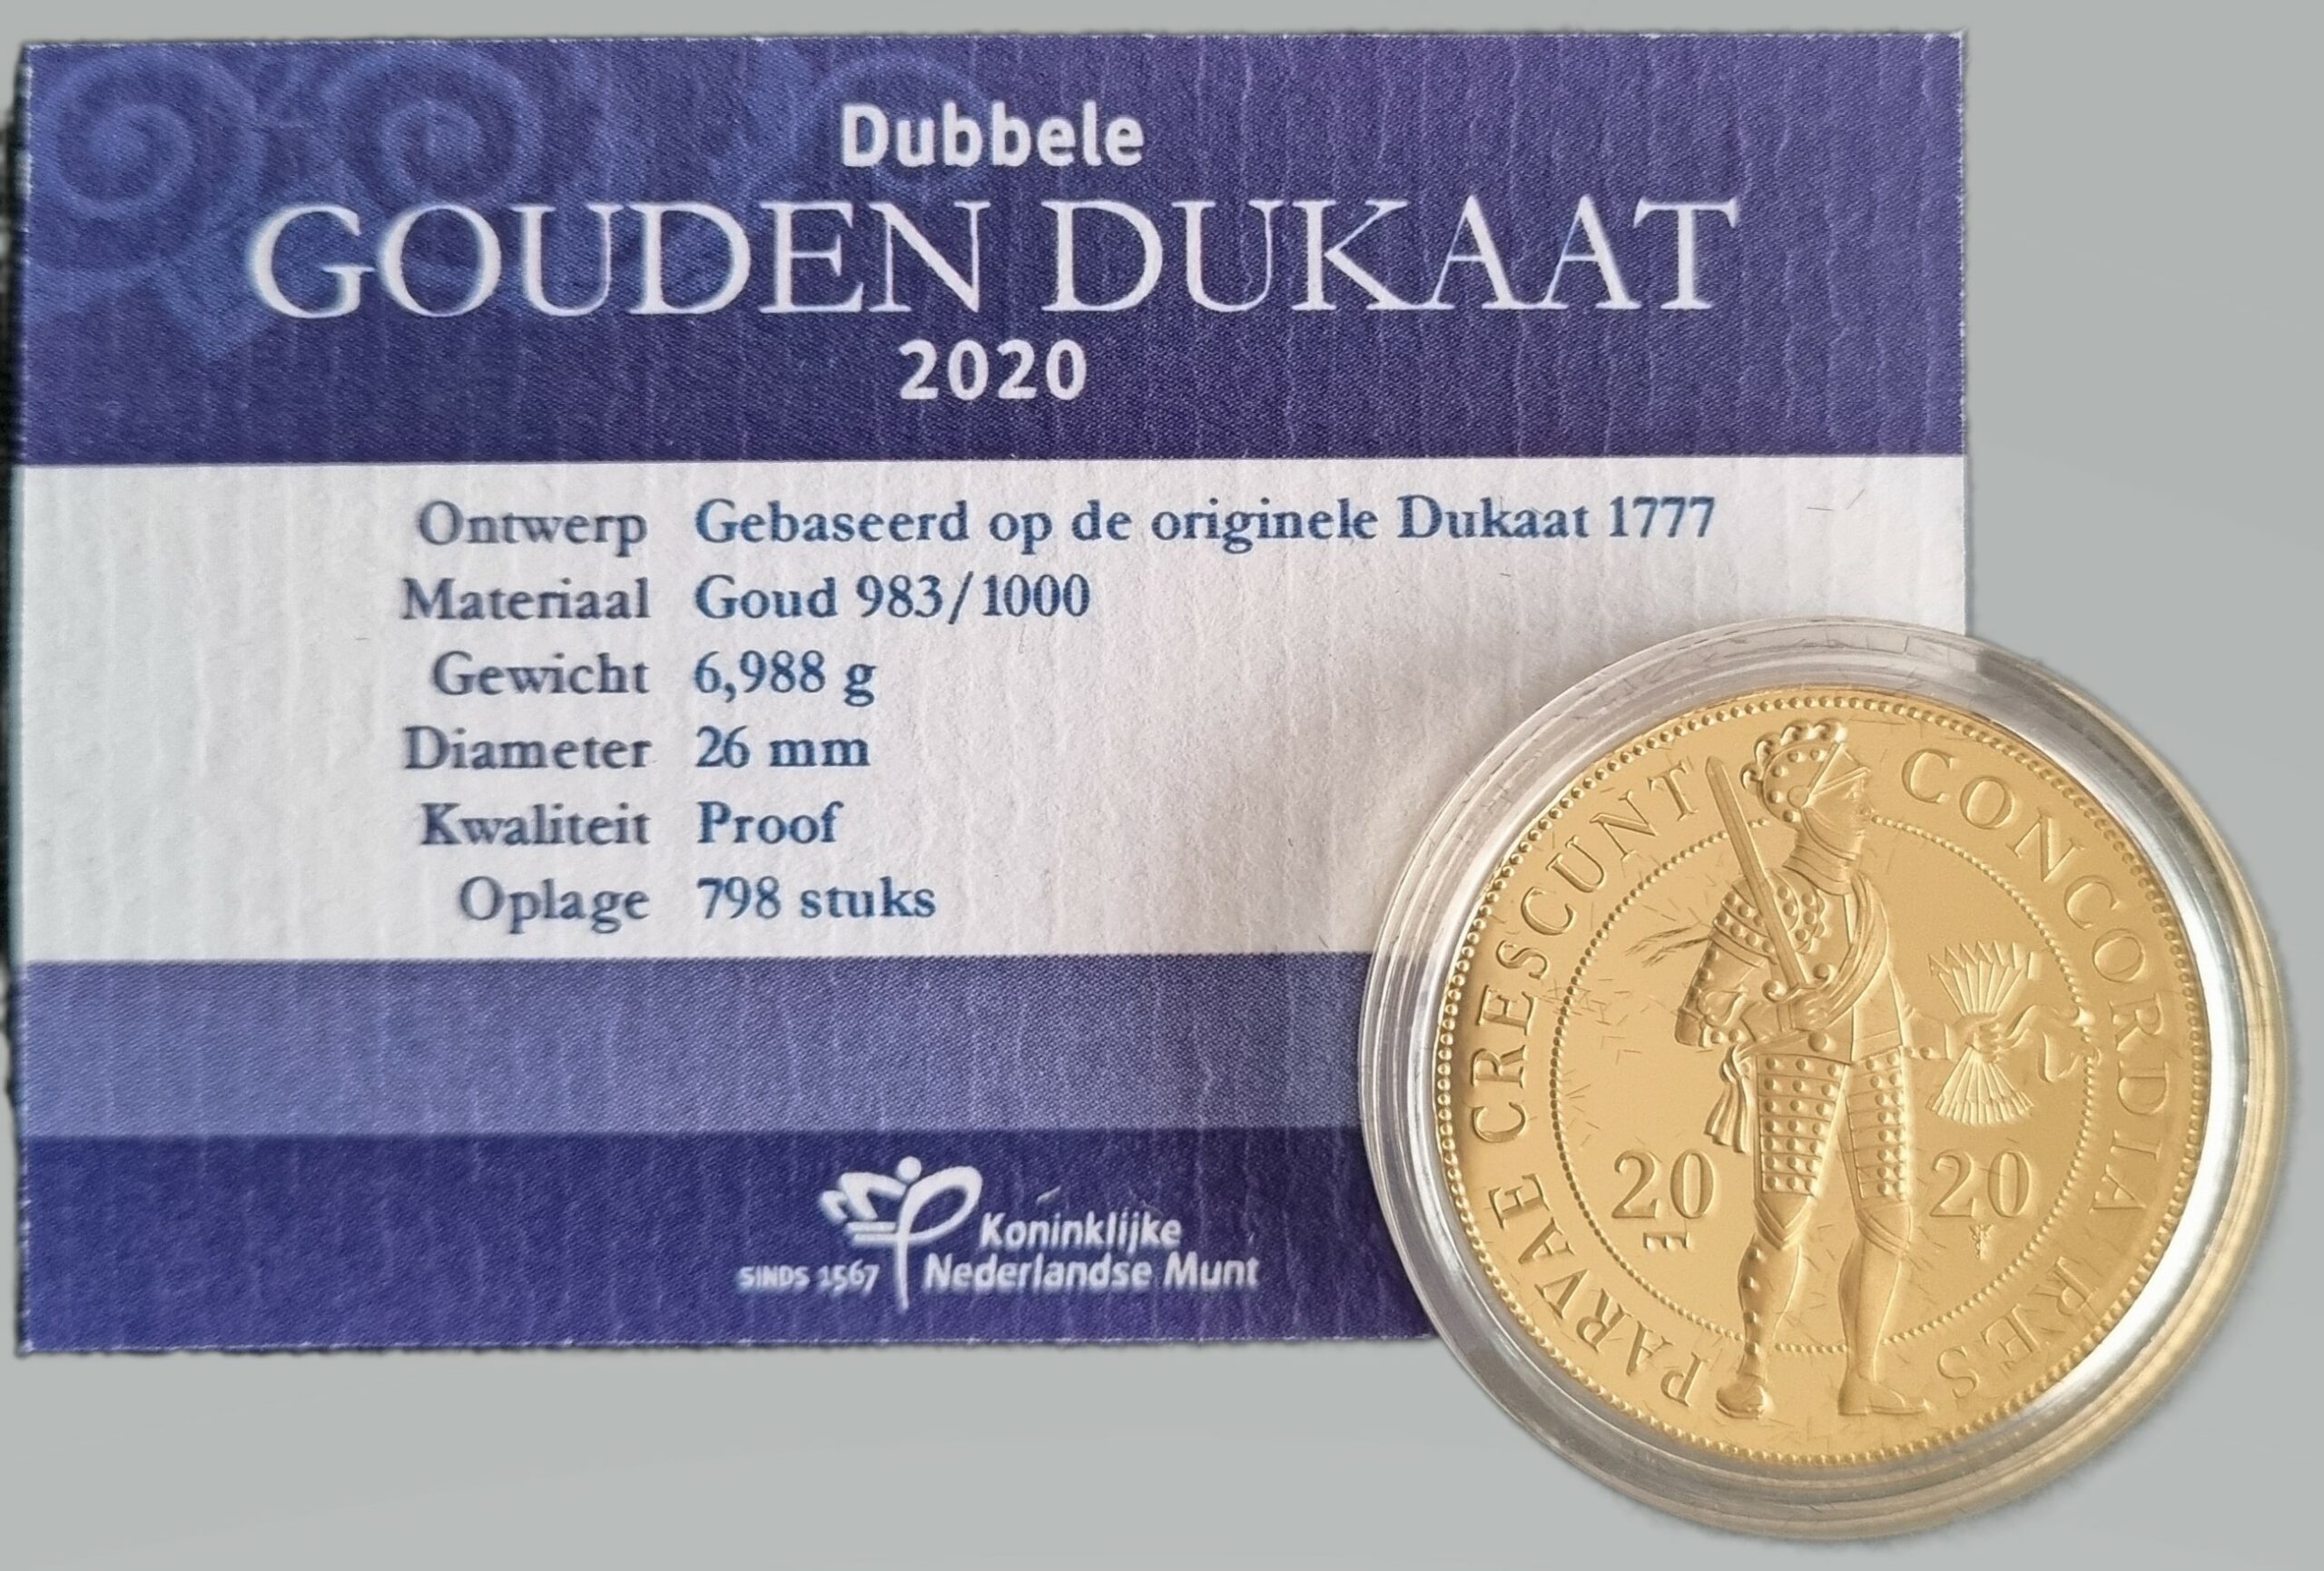 Dubbele
GOUDEN DUKAAT
2020
Ontwerp Gebaseerd op de originele Dukaat 1777
Materiaal Goud 983/1000
Gewicht 6,988 g
Diameter 26 mm
Kwaliteit Proof
Oplage 798 stuks
SINDS 1567
Koninklijke
Nederlandse Munt
CONCORDIA RES
PARVAE CRESCUNT
20 20